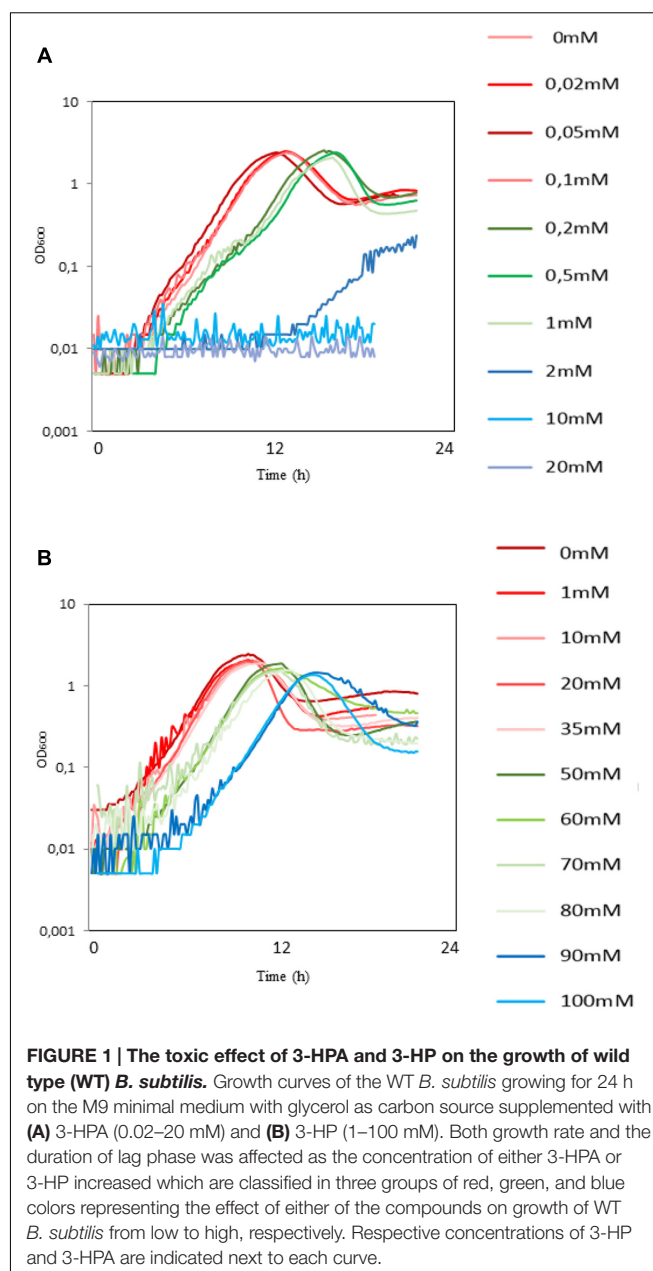 A
0mM
0,02mM
0,05mM
0,1mM
0,2mM
0,5mM
1mM
2mM
10mM
20mM
10
1
0,1
0,01
0,001
OD600
0
12
24
Time (h)
B
0mM
1mM
10mM
20mM
35mM
50mM
60mM
70mM
80mM
90mM
100mM
10
1
0,1
0,01
0,001
OD600
0
12
24
Time (h)
FIGURE 1 | The toxic effect of 3-HPA and 3-HP on the growth of wild
type (WT) B. subtilis. Growth curves of the WT B. subtilis growing for 24 h
on the M9 minimal medium with glycerol as carbon source supplemented with
(A) 3-HPA (0.02–20 mM) and (B) 3-HP (1–100 mM). Both growth rate and the
duration of lag phase was affected as the concentration of either 3-HPA or
3-HP increased which are classified in three groups of red, green, and blue
colors representing the effect of either of the compounds on growth of WT
B. subtilis from low to high, respectively. Respective concentrations of 3-HP
and 3-HPA are indicated next to each curve.